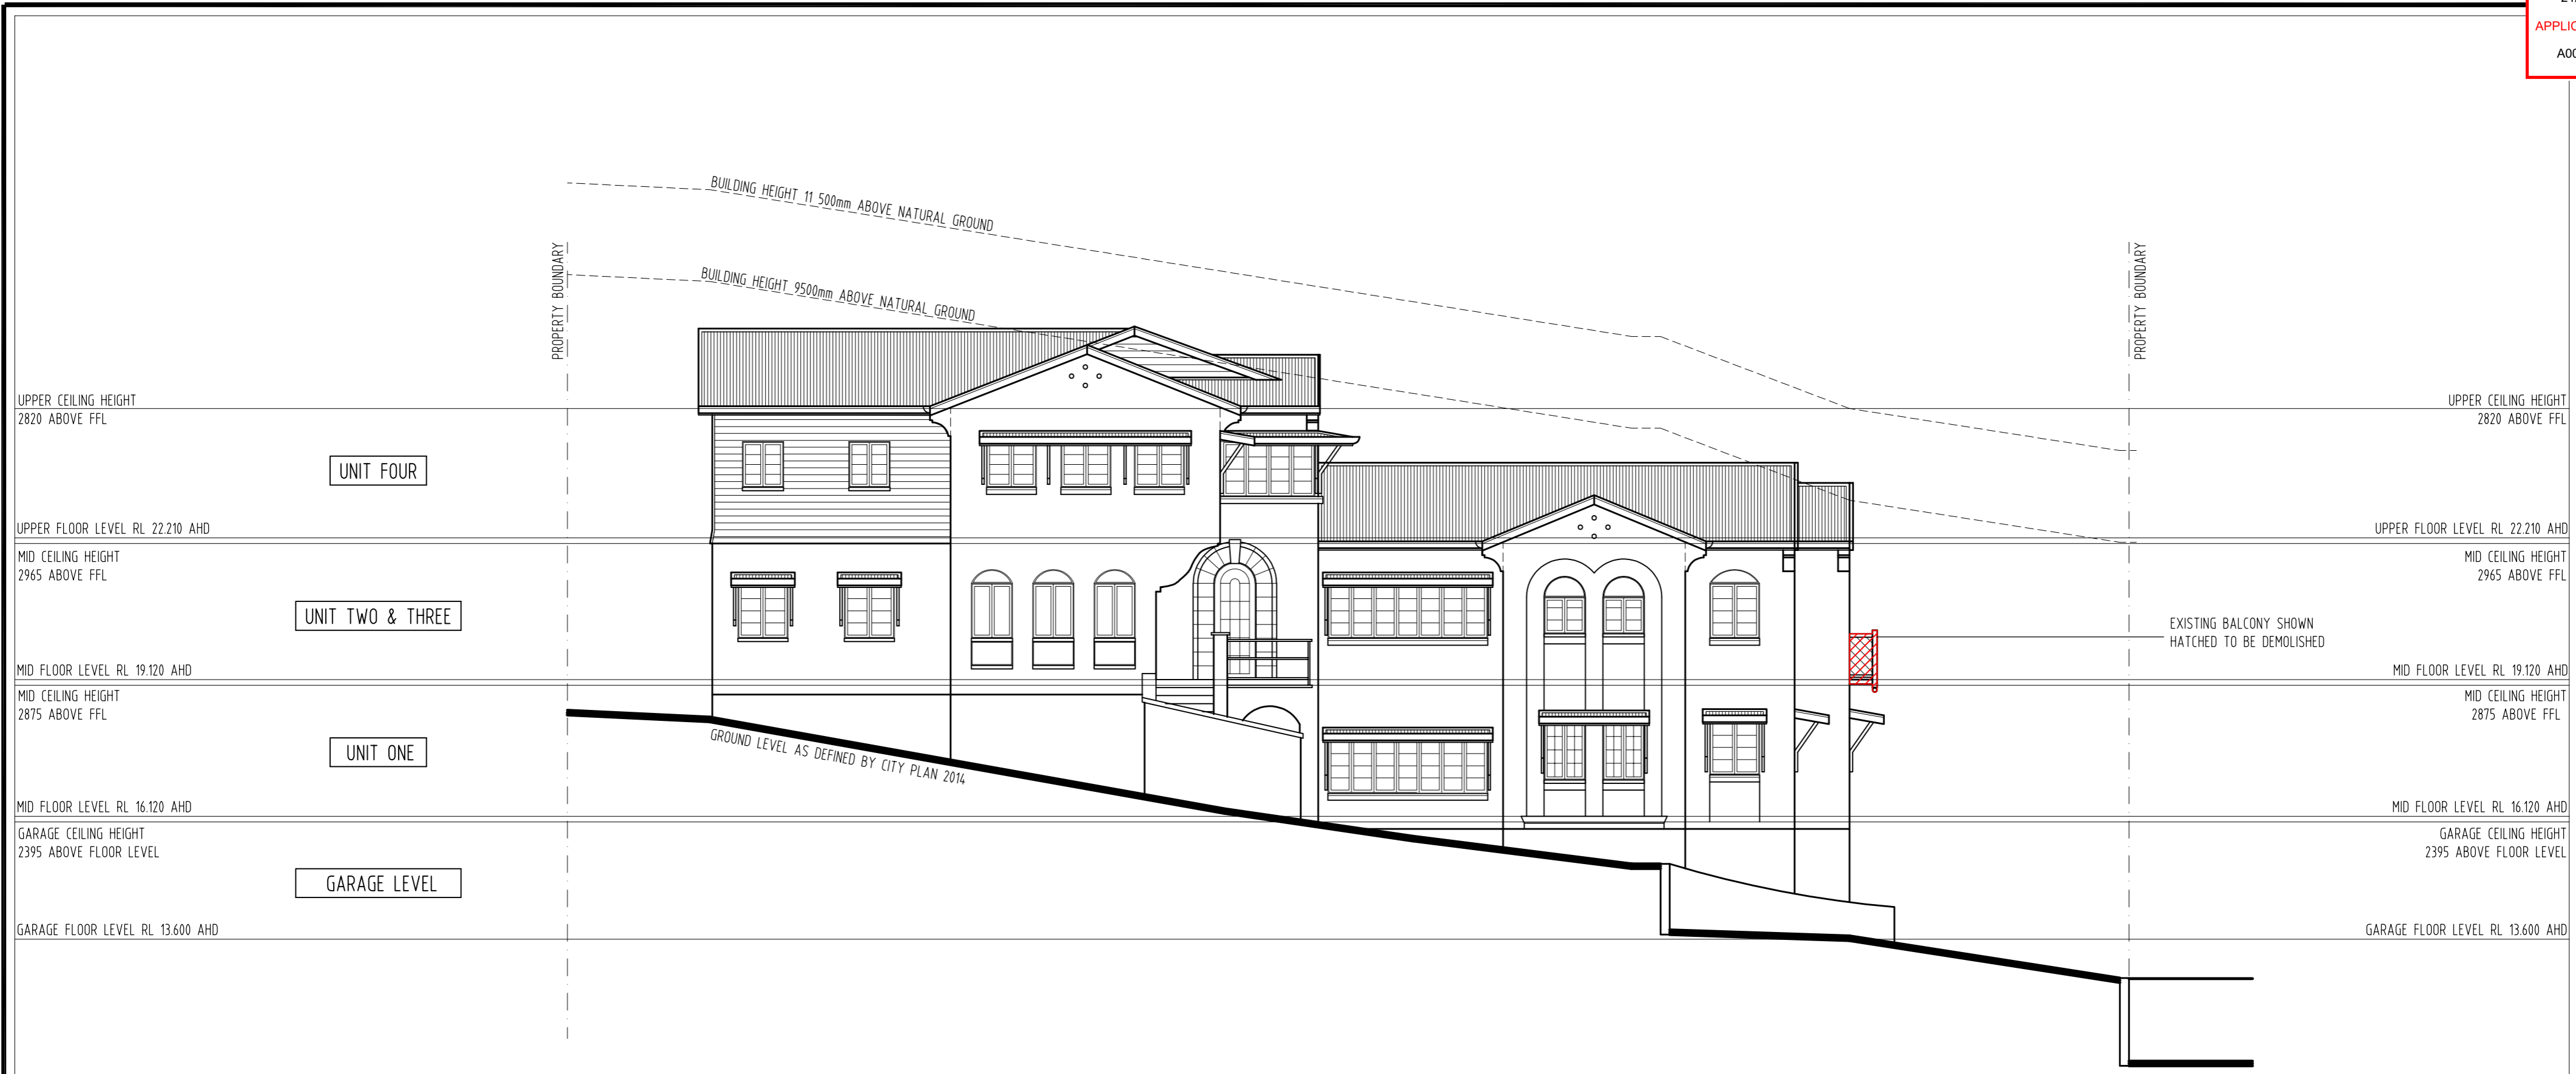 APPLIC
A00
BUILDING HEIGHT 11 500mm ABOVE NATURAL GROUND
BUILDING HEIGHT 9500mm ABOVE NATURAL GROUND
PROPERTY BOUNDARY
PROPERTY BOUNDARY
UPPER CEILING HEIGHT
2820 ABOVE FFL
UPPER CEILING HEIGHT
2820 ABOVE FFL
UNIT FOUR
UPPER FLOOR LEVEL RL 22.210 AHD
UPPER FLOOR LEVEL RL 22.210 AHD
MID CEILING HEIGHT
2965 ABOVE FFL
MID CEILING HEIGHT
2965 ABOVE FFL
UNIT TWO & THREE
EXISTING BALCONY SHOWN
HATCHED TO BE DEMOLISHED
MID FLOOR LEVEL RL 19.120 AHD
MID FLOOR LEVEL RL 19.120 AHD
MID CEILING HEIGHT
2875 ABOVE FFL
MID CEILING HEIGHT
2875 ABOVE FFL
GROUND LEVEL AS DEFINED BY CITY PLAN 2014
UNIT ONE
MID FLOOR LEVEL RL 16.120 AHD
MID FLOOR LEVEL RL 16.120 AHD
GARAGE CEILING HEIGHT
2395 ABOVE FLOOR LEVEL
GARAGE CEILING HEIGHT
2395 ABOVE FLOOR LEVEL
GARAGE LEVEL
GARAGE FLOOR LEVEL RL 13.600 AHD
GARAGE FLOOR LEVEL RL 13.600 AHD